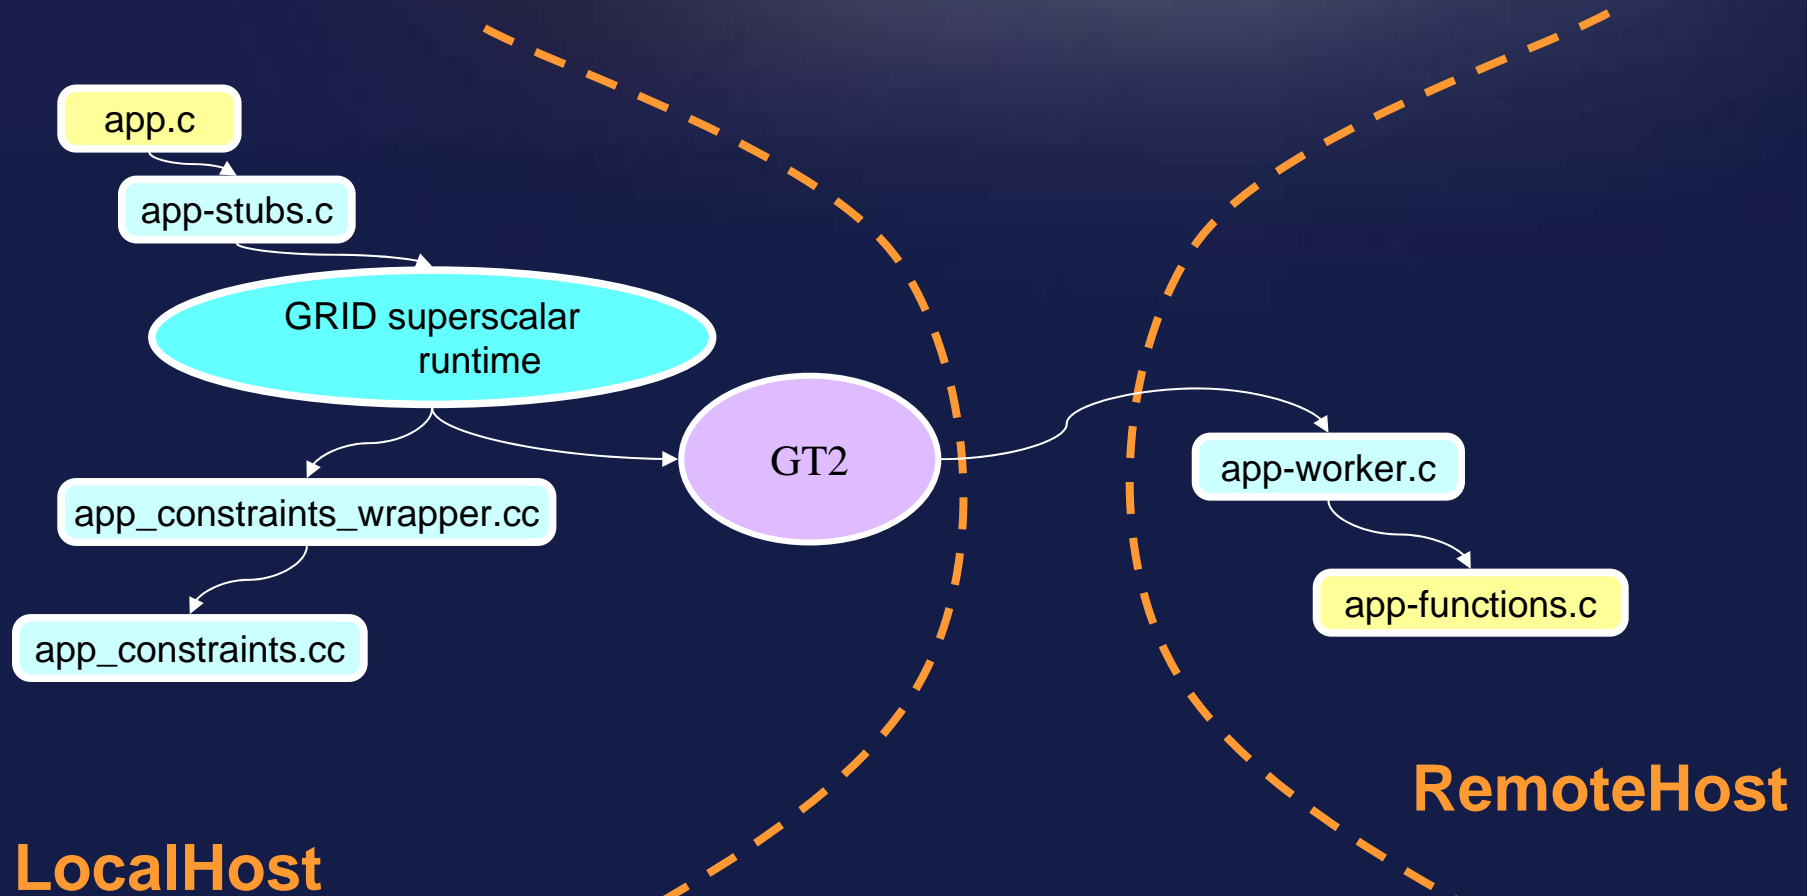 app.c
app-stubs.c
GRID superscalar
runtime
GT2
app_constraints_wrapper.cc
app_constraints.cc
app-worker.c
app-functions.c
RemoteHost
LocalHost